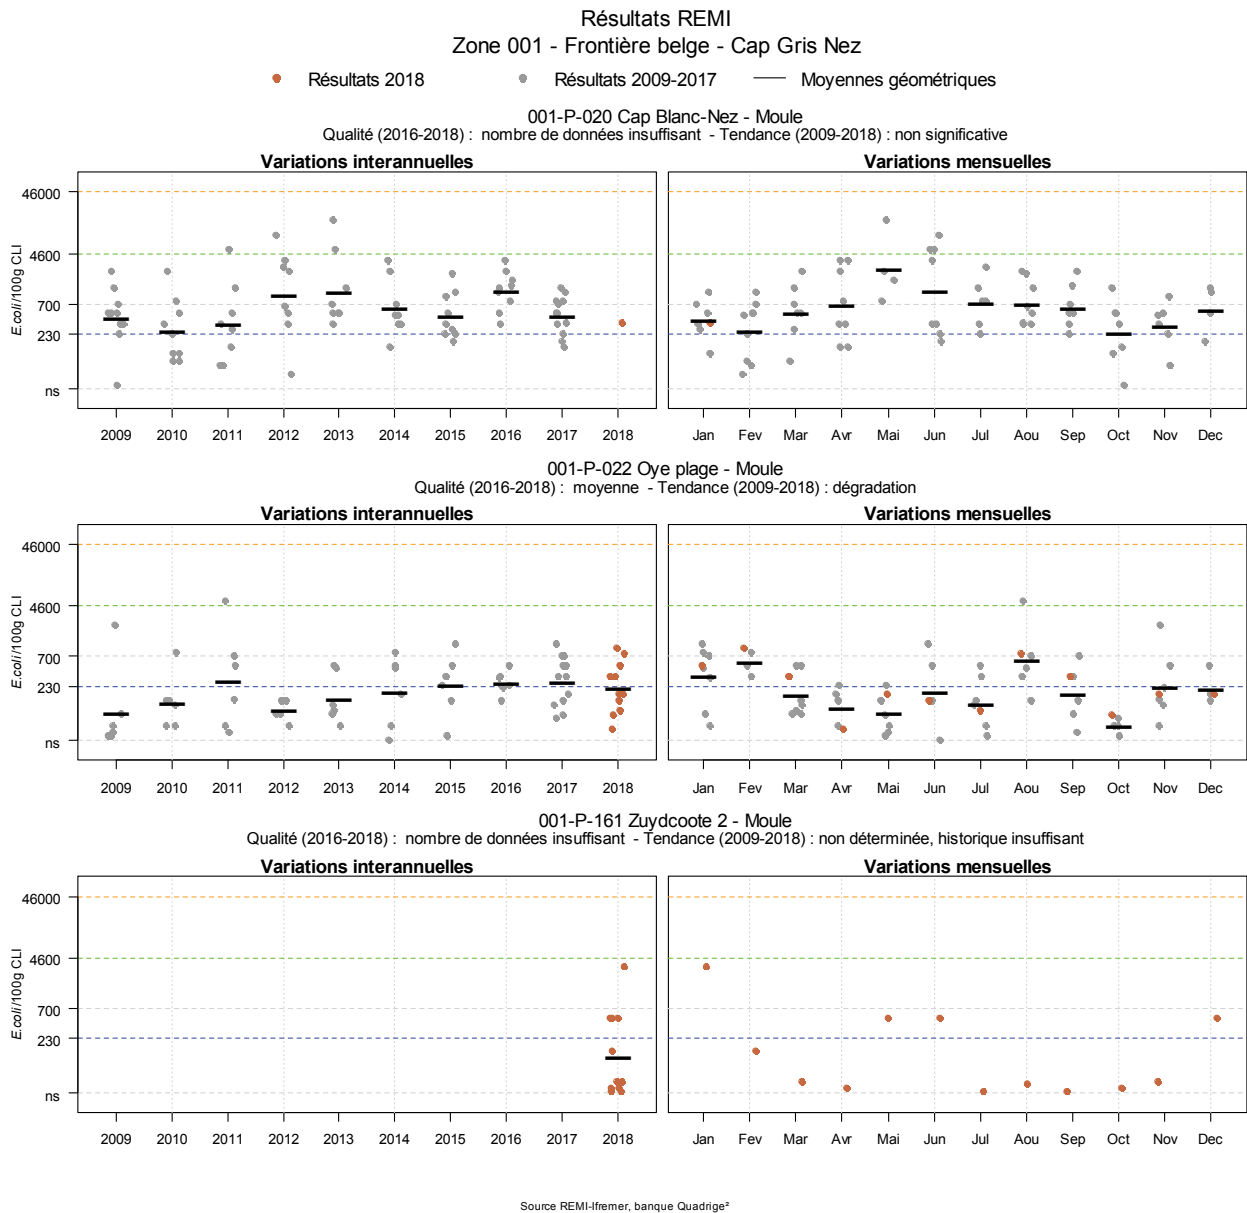 Résultats REMI
Zone 001 - Frontière belge - Cap Gris Nez
Résultats 2018 Résultats 2009-2017 Moyennes géométriques
001-P-020 Cap Blanc-Nez - Moule
Qualité (2016-2018) : nombre de données insuffisant - Tendance (2009-2018) : non significative
Variations interannuelles Variations mensuelles
E.coli/100g CLI
46000
4600
700
230
ns
2009 2010 2011 2012 2013 2014 2015 2016 2017 2018 Jan Fev Mar Avr Mai Jun Jul Aou Sep Oct Nov Dec
001-P-022 Oye plage - Moule
Qualité (2016-2018) : moyenne - Tendance (2009-2018) : dégradation
Variations interannuelles Variations mensuelles
E.coli/100g CLI
46000
4600
700
230
ns
2009 2010 2011 2012 2013 2014 2015 2016 2017 2018 Jan Fev Mar Avr Mai Jun Jul Aou Sep Oct Nov Dec
001-P-161 Zuydcoote 2 - Moule
Qualité (2016-2018) : nombre de données insuffisant - Tendance (2009-2018) : non déterminée, historique insuffisant
Variations interannuelles Variations mensuelles
E.coli/100g CLI
46000
4600
700
230
ns
2009 2010 2011 2012 2013 2014 2015 2016 2017 2018 Jan Fev Mar Avr Mai Jun Jul Aou Sep Oct Nov Dec
Source REMI-Ifremer, banque Quadrige²